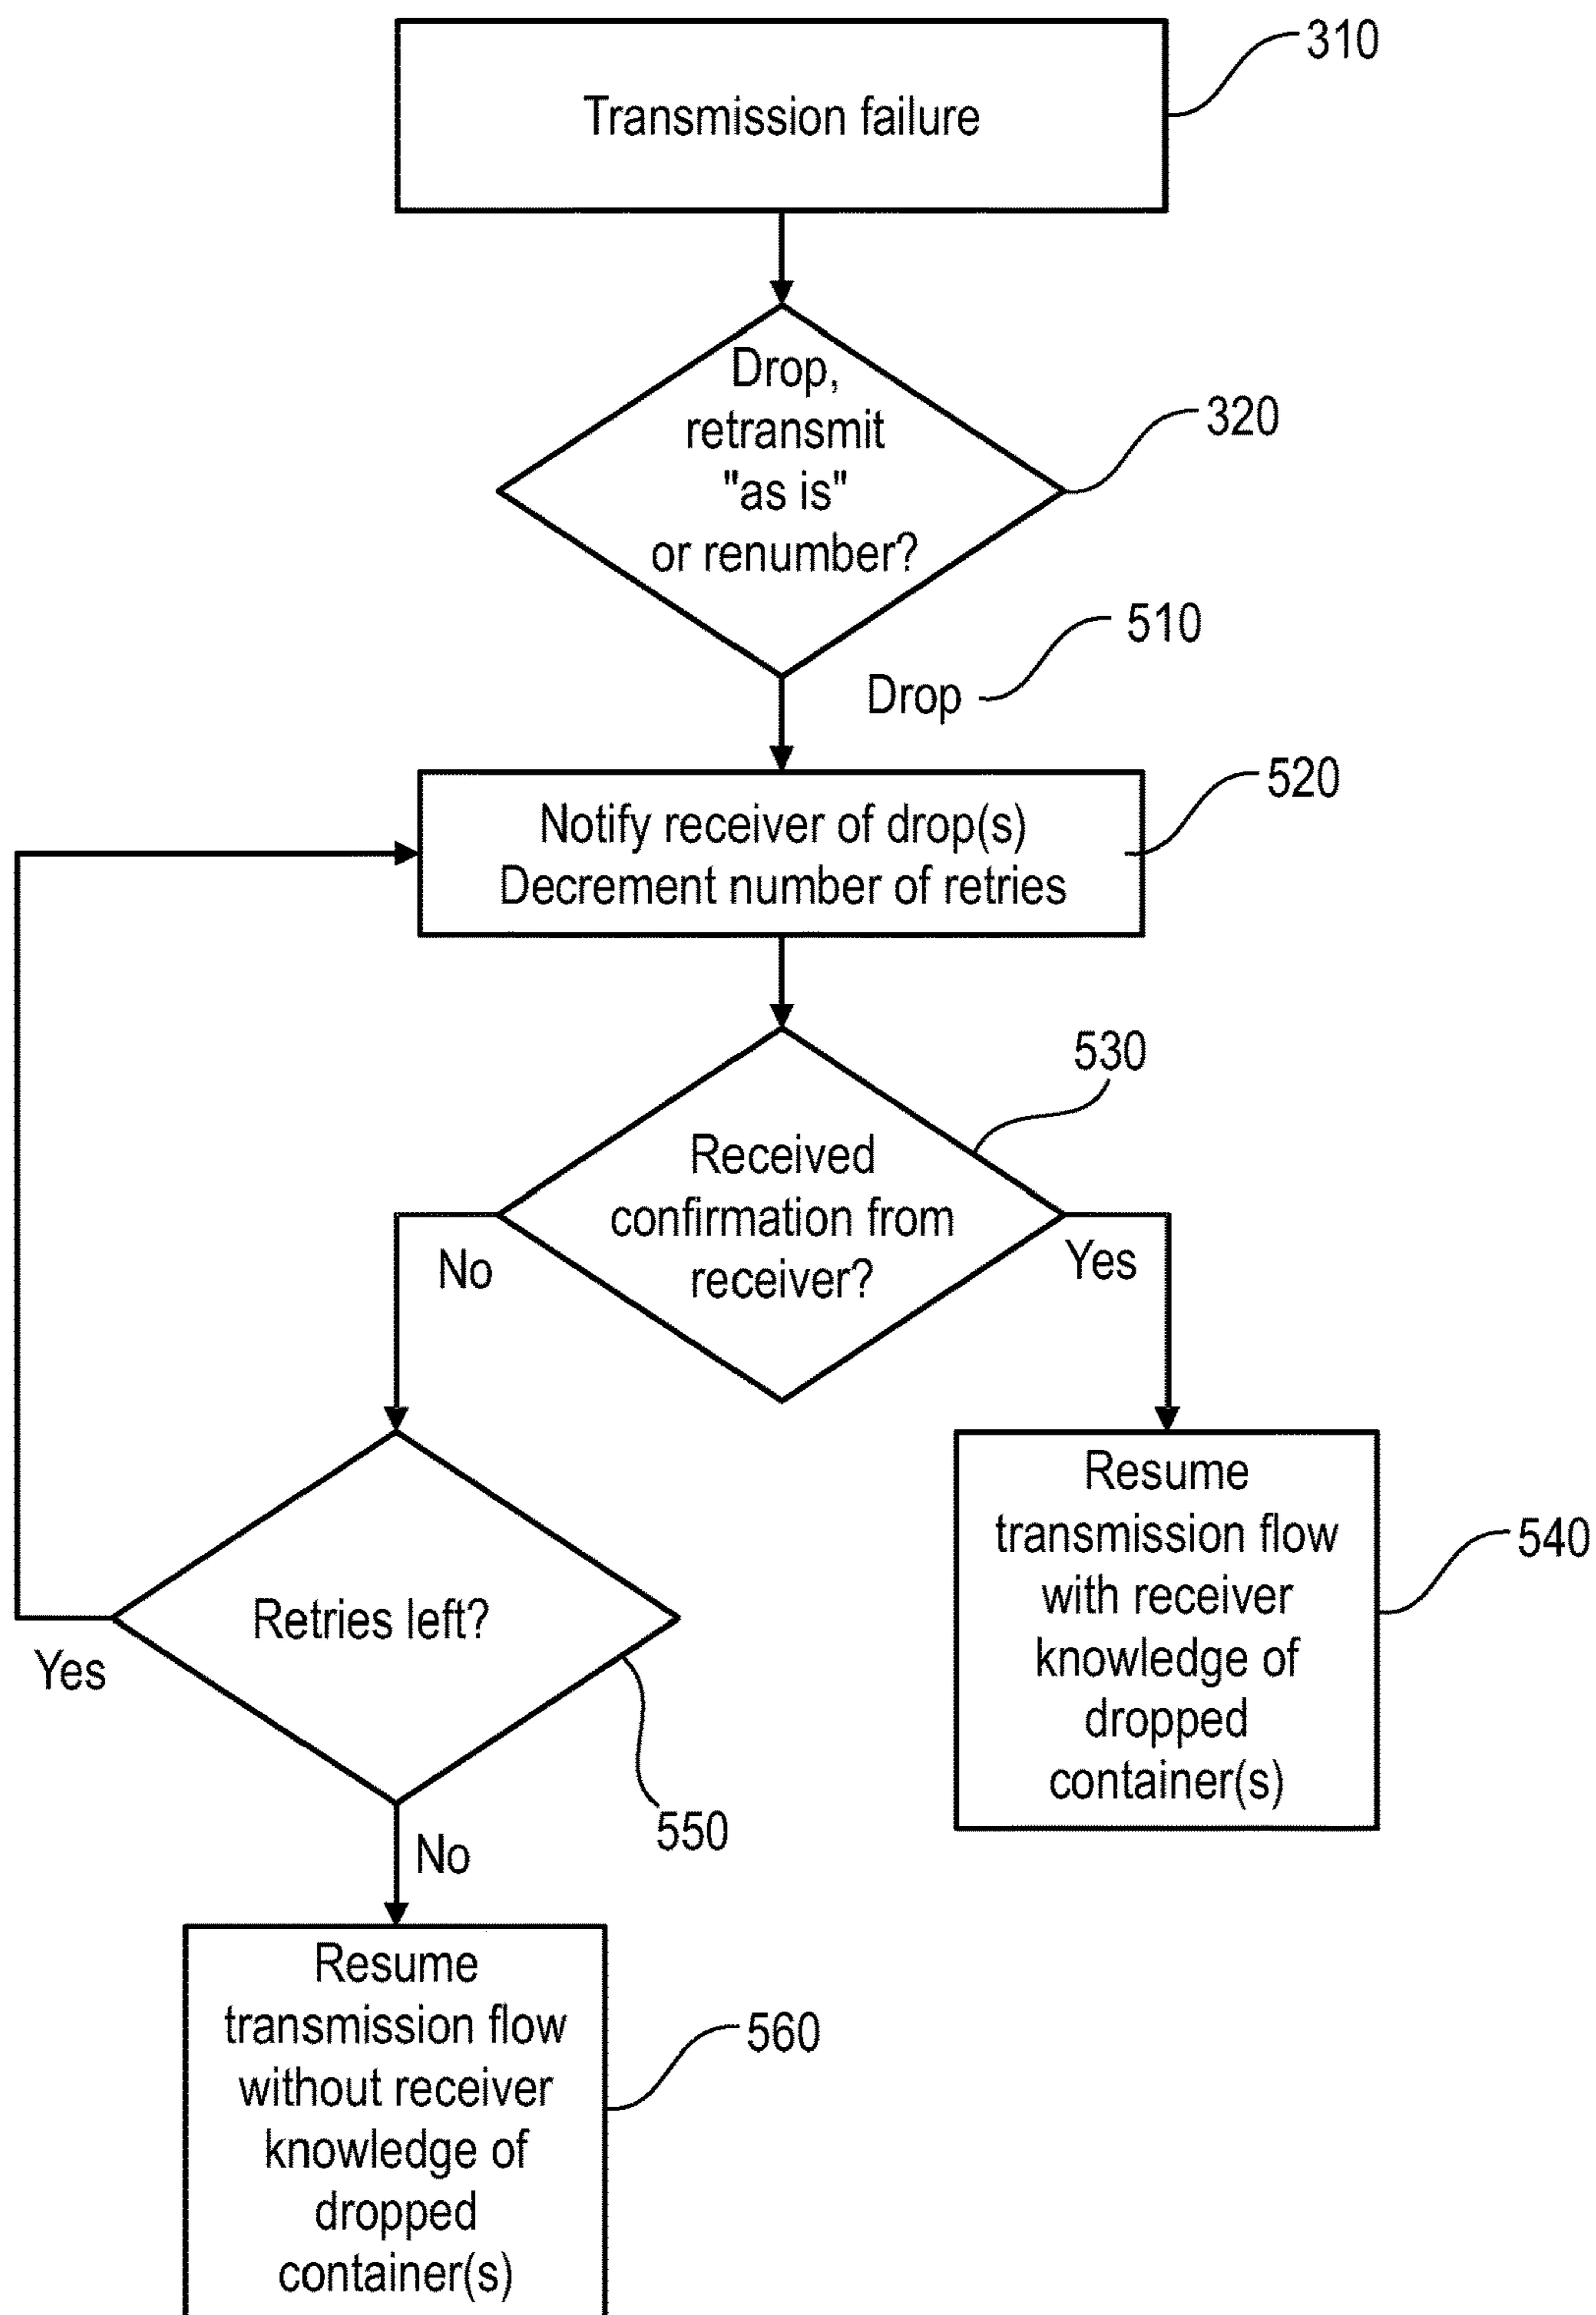 310
Transmission failure
Drop,
retransmit
"as is"
or renumber?
320
510
Drop
520
Notify receiver of drop(s)
Decrement number of retries
530
Received
confirmation from
receiver?
No
Yes
Resume
transmission flow
with receiver
knowledge of
dropped
container(s)
540
Retries left?
Yes
550
No
Resume
transmission flow
without receiver
knowledge of
dropped
container(s)
560